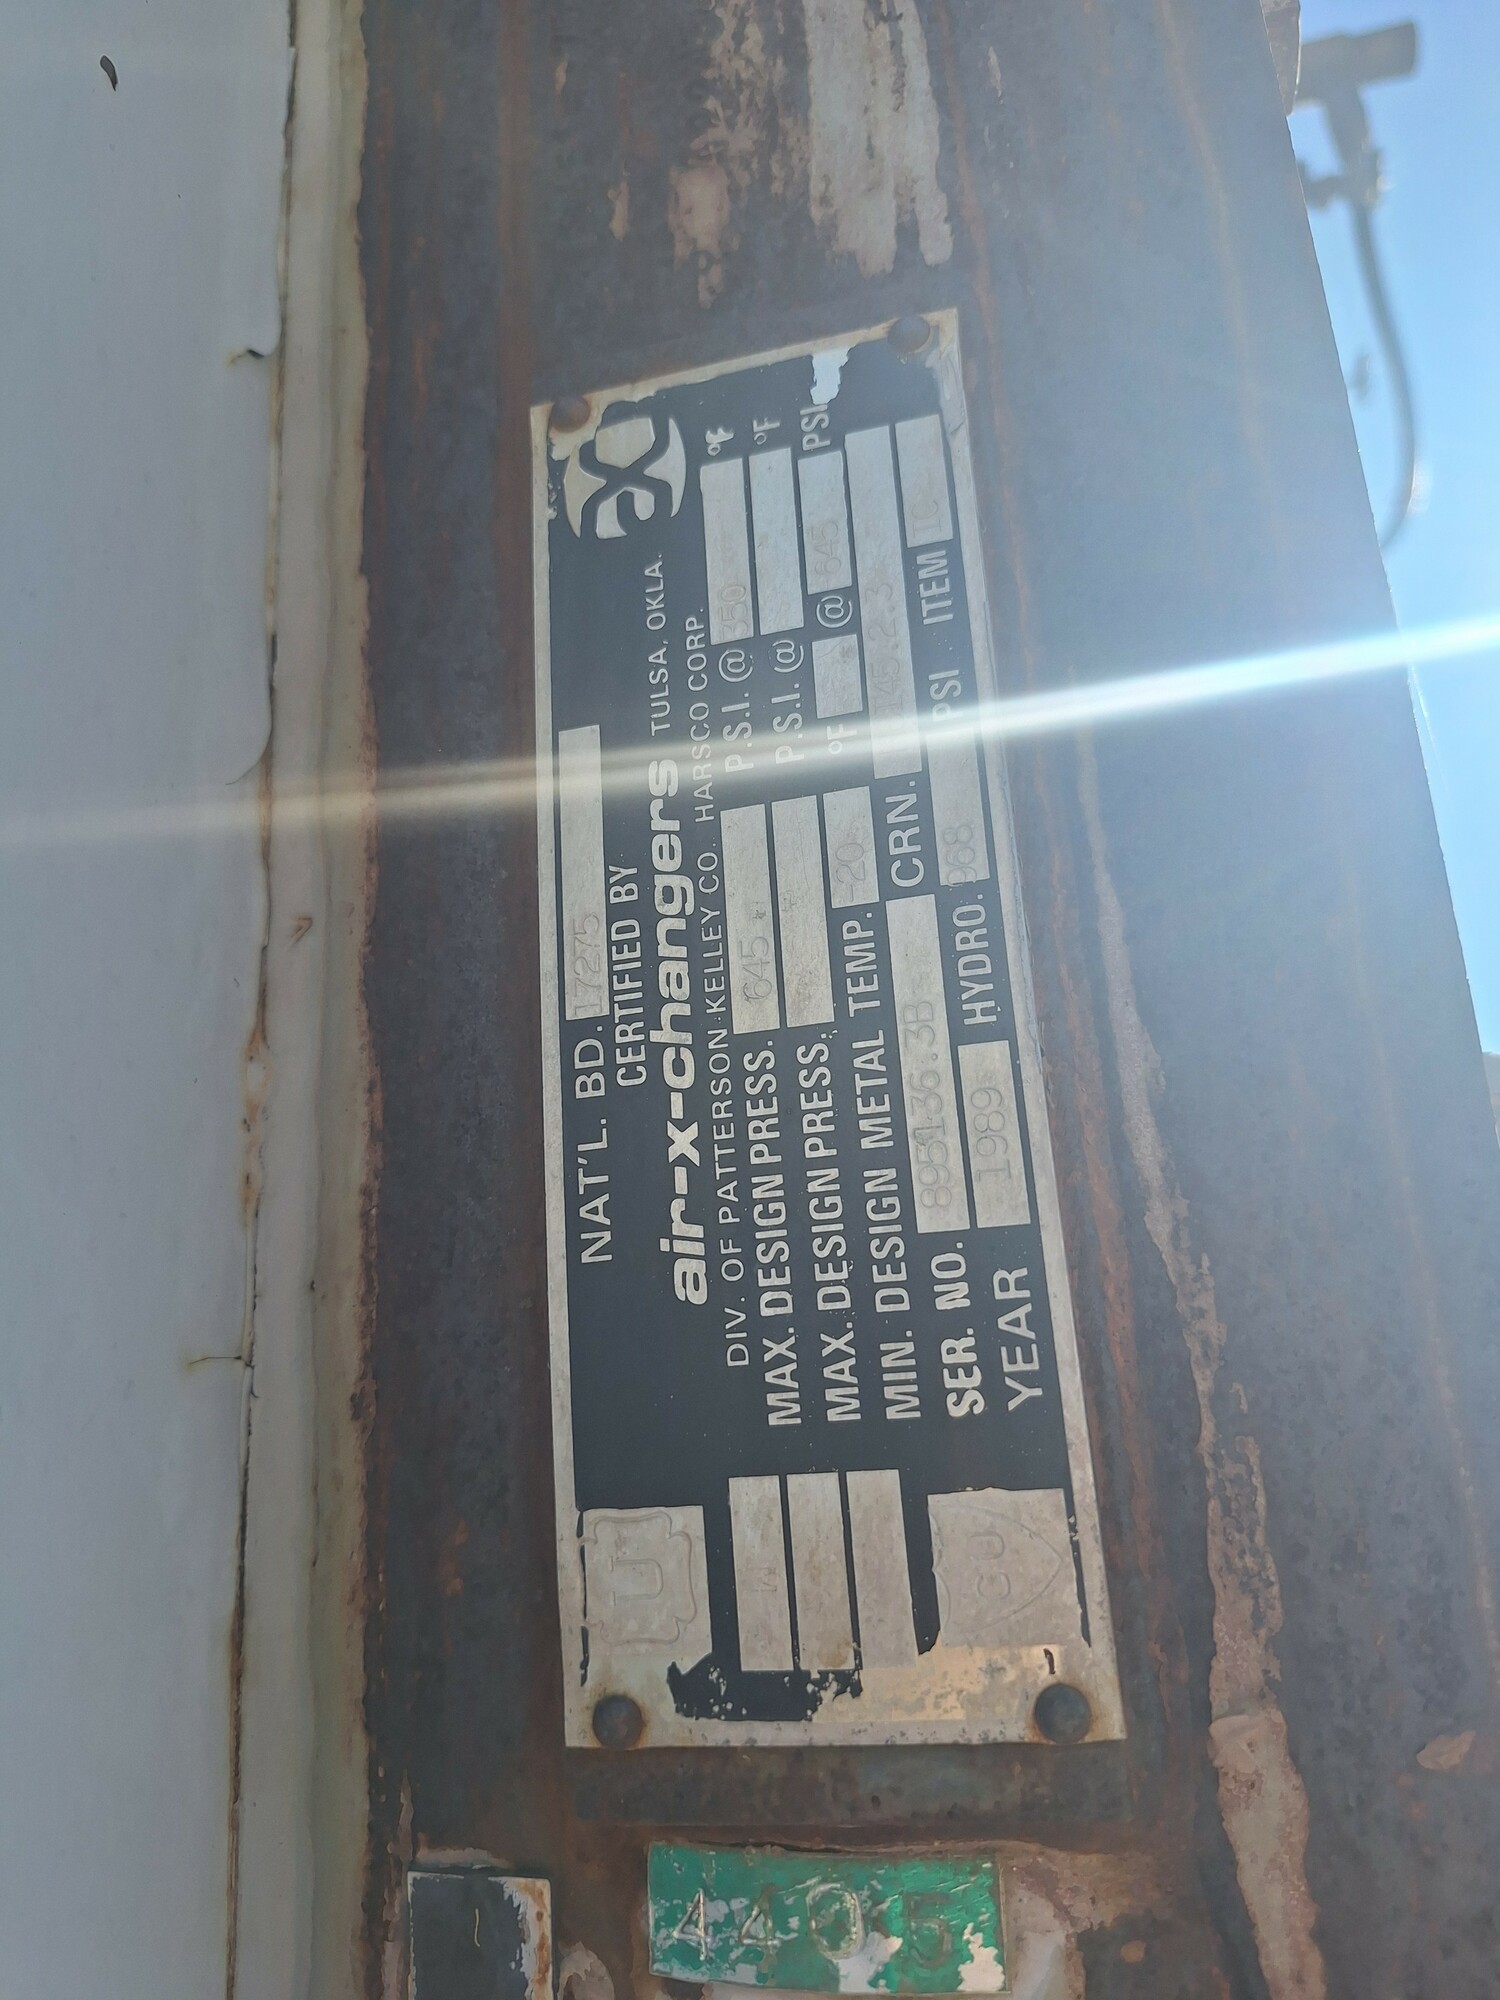 NAT'L. BD. 17275
CERTIFIED BY
air-x-changers TULSA, OKLA.
DIV. OF PATTERSON-KELLEY CO. HARSCO CORP.
MAX. DESIGN PRESS. 645 P.S.I. @ 350 °F
MAX. DESIGN PRESS. P.S.I. @ °F
MIN. DESIGN METAL TEMP. -20 °F @ 645 PSI
SER. NO. 895136.3B CRN.
YEAR 1989 HYDRO. 968 PSI ITEM
U
W
CU
4405